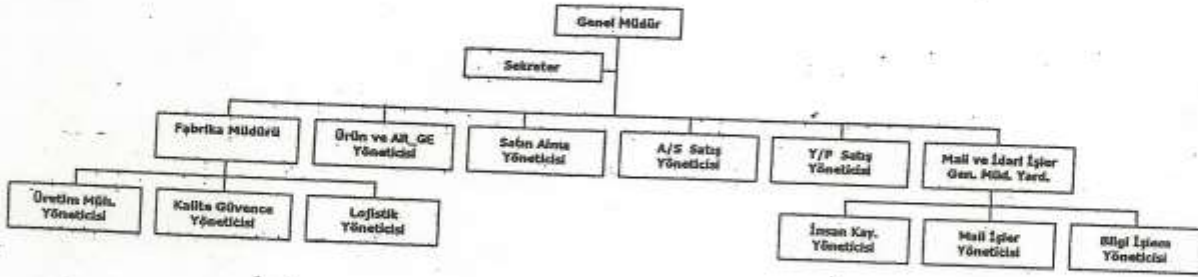 Genel Müdür
Sekreter
Fabrika Müdürü
Ürün ve AR_GE
Yöneticisi
Satın Alma
Yöneticisi
A/S Satış
Yöneticisi
Y/P Satış
Yöneticisi
Mali ve İdari İşler
Gen. Müd. Yard.
Üretim Müh.
Yöneticisi
Kalite Güvence
Yöneticisi
Lojistik
Yöneticisi
İnsan Kay.
Yöneticisi
Mali İşler
Yöneticisi
Bilgi İşlem
Yöneticisi